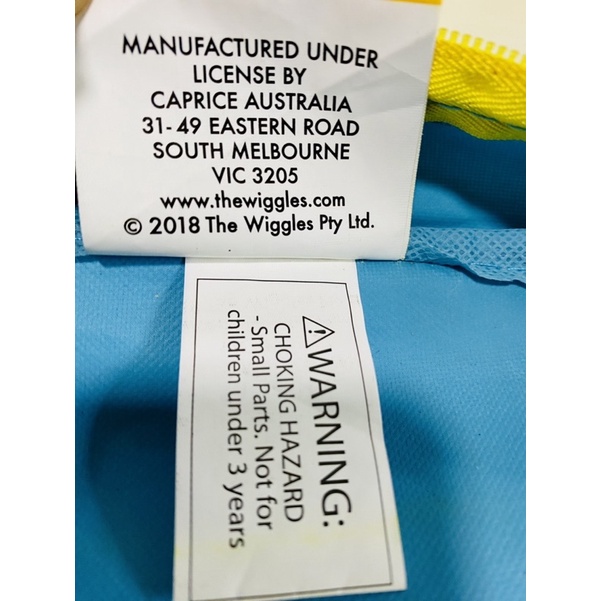 MANUFACTURED UNDER
LICENSE BY
CAPRICE AUSTRALIA
31-49 EASTERN ROAD
SOUTH MELBOURNE
VIC 3205
www.thewiggles.com
© 2018 The Wiggles Pty Ltd.
⚠WARNING:
CHOKING HAZARD
- Small Parts. Not for
children under 3 years